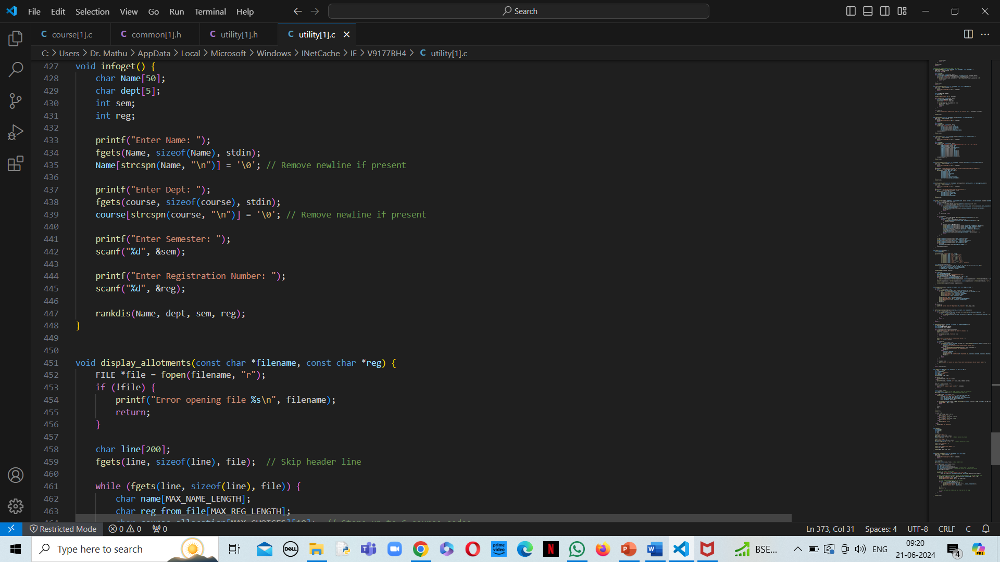 File Edit Selection View Go Run Terminal Help
Search
course[1].c common[1].h utility[1].h utility[1].c
C: > Users > Dr. Mathu > AppData > Local > Microsoft > Windows > INetCache > IE > V9177BH4 > C utility[1].c
427 void infoget() {
428 char Name[50];
429 char dept[5];
430 int sem;
431 int reg;
432
433 printf("Enter Name: ");
434 fgets(Name, sizeof(Name), stdin);
435 Name[strcspn(Name, "\n")] = '\0'; // Remove newline if present
436
437 printf("Enter Dept: ");
438 fgets(course, sizeof(course), stdin);
439 course[strcspn(course, "\n")] = '\0'; // Remove newline if present
440
441 printf("Enter Semester: ");
442 scanf("%d", &sem);
443
444 printf("Enter Registration Number: ");
445 scanf("%d", &reg);
446
447 rankdis(Name, dept, sem, reg);
448 }
449
450
451 void display_allotments(const char *filename, const char *reg) {
452 FILE *file = fopen(filename, "r");
453 if (!file) {
454 printf("Error opening file %s\n", filename);
455 return;
456 }
457
458 char line[200];
459 fgets(line, sizeof(line), file); // Skip header line
460
461 while (fgets(line, sizeof(line), file)) {
462 char name[MAX_NAME_LENGTH];
463 char reg_from_file[MAX_REG_LENGTH];
Restricted Mode 0 0 0 Ln 373, Col 31 Spaces: 4 UTF-8 CRLF C
Type here to search
DELL
prime video
BSE...
ENG
09:20
21-06-2024
4
PRE